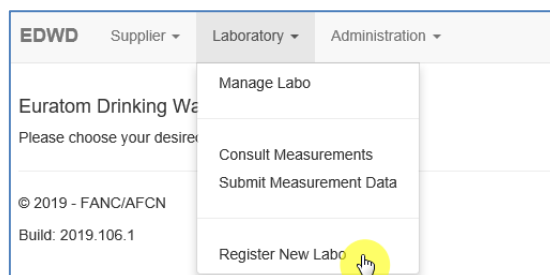 EDWD Supplier Laboratory Administration
Manage Labo
Euratom Drinking Wa
Please choose your desire
Consult Measurements
Submit Measurement Data
© 2019 - FANC/AFCN
Build: 2019.106.1
Register New Labo